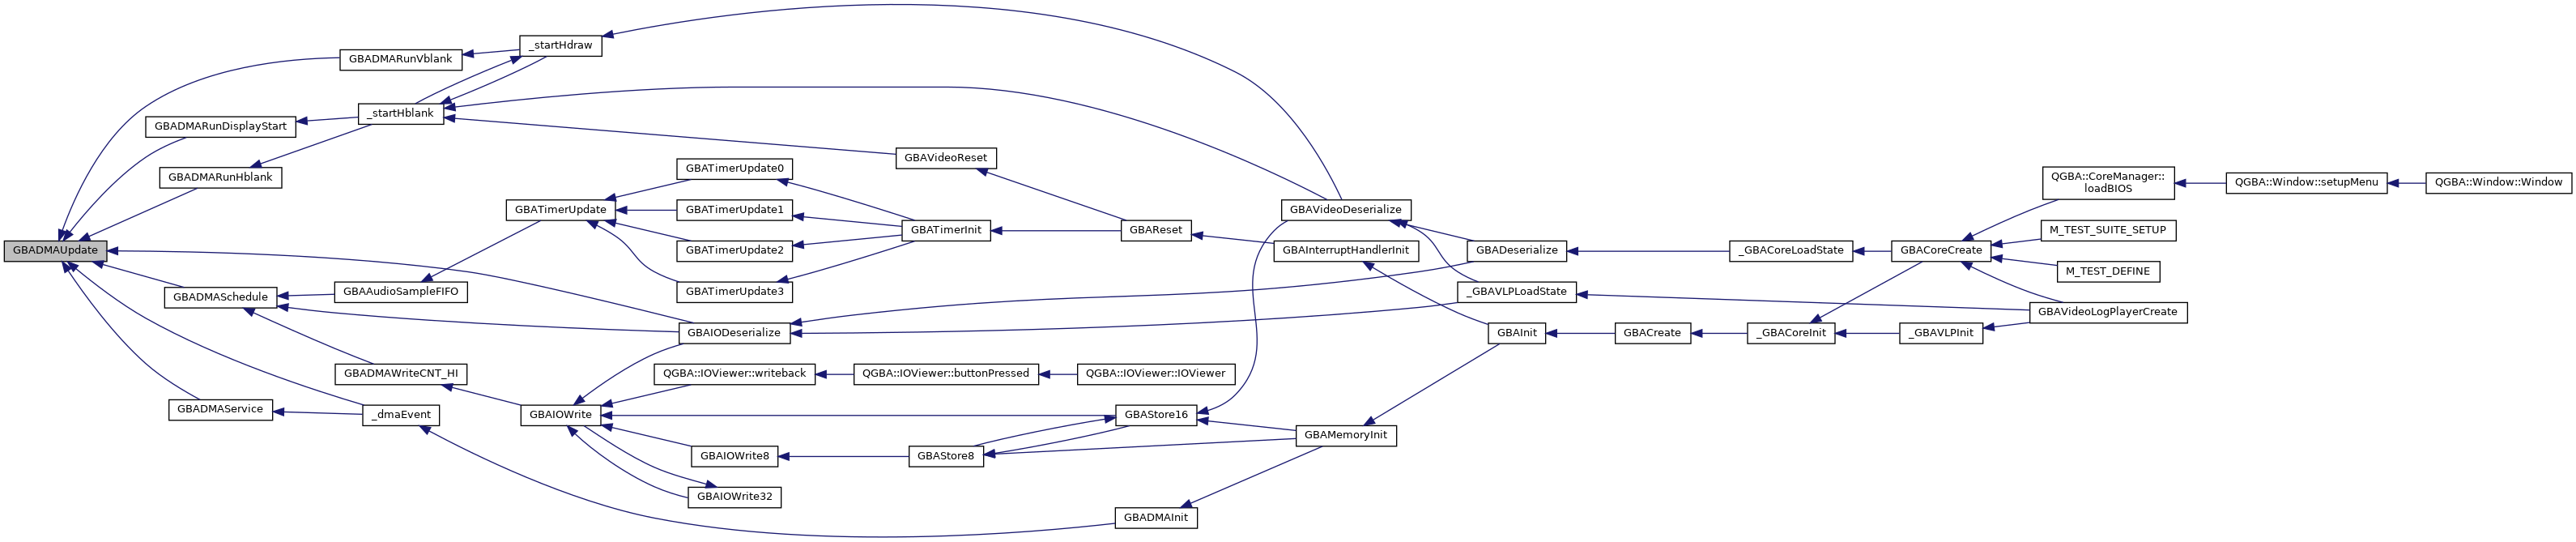 GBADMAUpdate
GBADMARunVblank
GBADMARunDisplayStart
GBADMARunHblank
GBADMASchedule
GBADMAService
_startHdraw
_startHblank
GBAAudioSampleFIFO
GBADMAWriteCNT_HI
_dmaEvent
GBATimerUpdate
GBAIOWrite
GBATimerUpdate0
GBATimerUpdate1
GBATimerUpdate2
GBATimerUpdate3
GBAIODeserialize
QGBA::IOViewer::writeback
GBAIOWrite8
GBAIOWrite32
GBAVideoReset
GBATimerInit
QGBA::IOViewer::buttonPressed
GBAStore8
GBAReset
QGBA::IOViewer::IOViewer
GBAStore16
GBADMAInit
GBAVideoDeserialize
GBAInterruptHandlerInit
GBAMemoryInit
GBADeserialize
_GBAVLPLoadState
GBAInit
GBACreate
_GBACoreLoadState
_GBACoreInit
GBACoreCreate
_GBAVLPInit
QGBA::CoreManager::
loadBIOS
M_TEST_SUITE_SETUP
M_TEST_DEFINE
GBAVideoLogPlayerCreate
QGBA::Window::setupMenu
QGBA::Window::Window